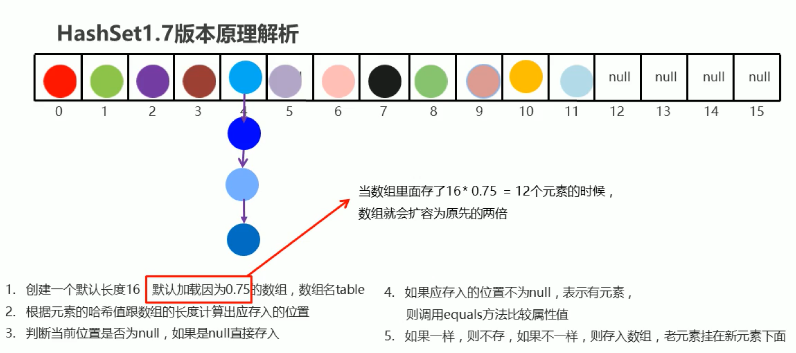 HashSet1.7版本原理解析
null null null null
0 1 2 3 4 5 6 7 8 9 10 11 12 13 14 15
当数组里面存了16* 0.75 = 12个元素的时候，
数组就会扩容为原先的两倍
1. 创建一个默认长度16，默认加载因为0.75的数组，数组名table
2. 根据元素的哈希值跟数组的长度计算出应存入的位置
3. 判断当前位置是否为null，如果是null直接存入
4. 如果应存入的位置不为null，表示有元素，
则调用equals方法比较属性值
5. 如果一样，则不存，如果不一样，则存入数组，老元素挂在新元素下面